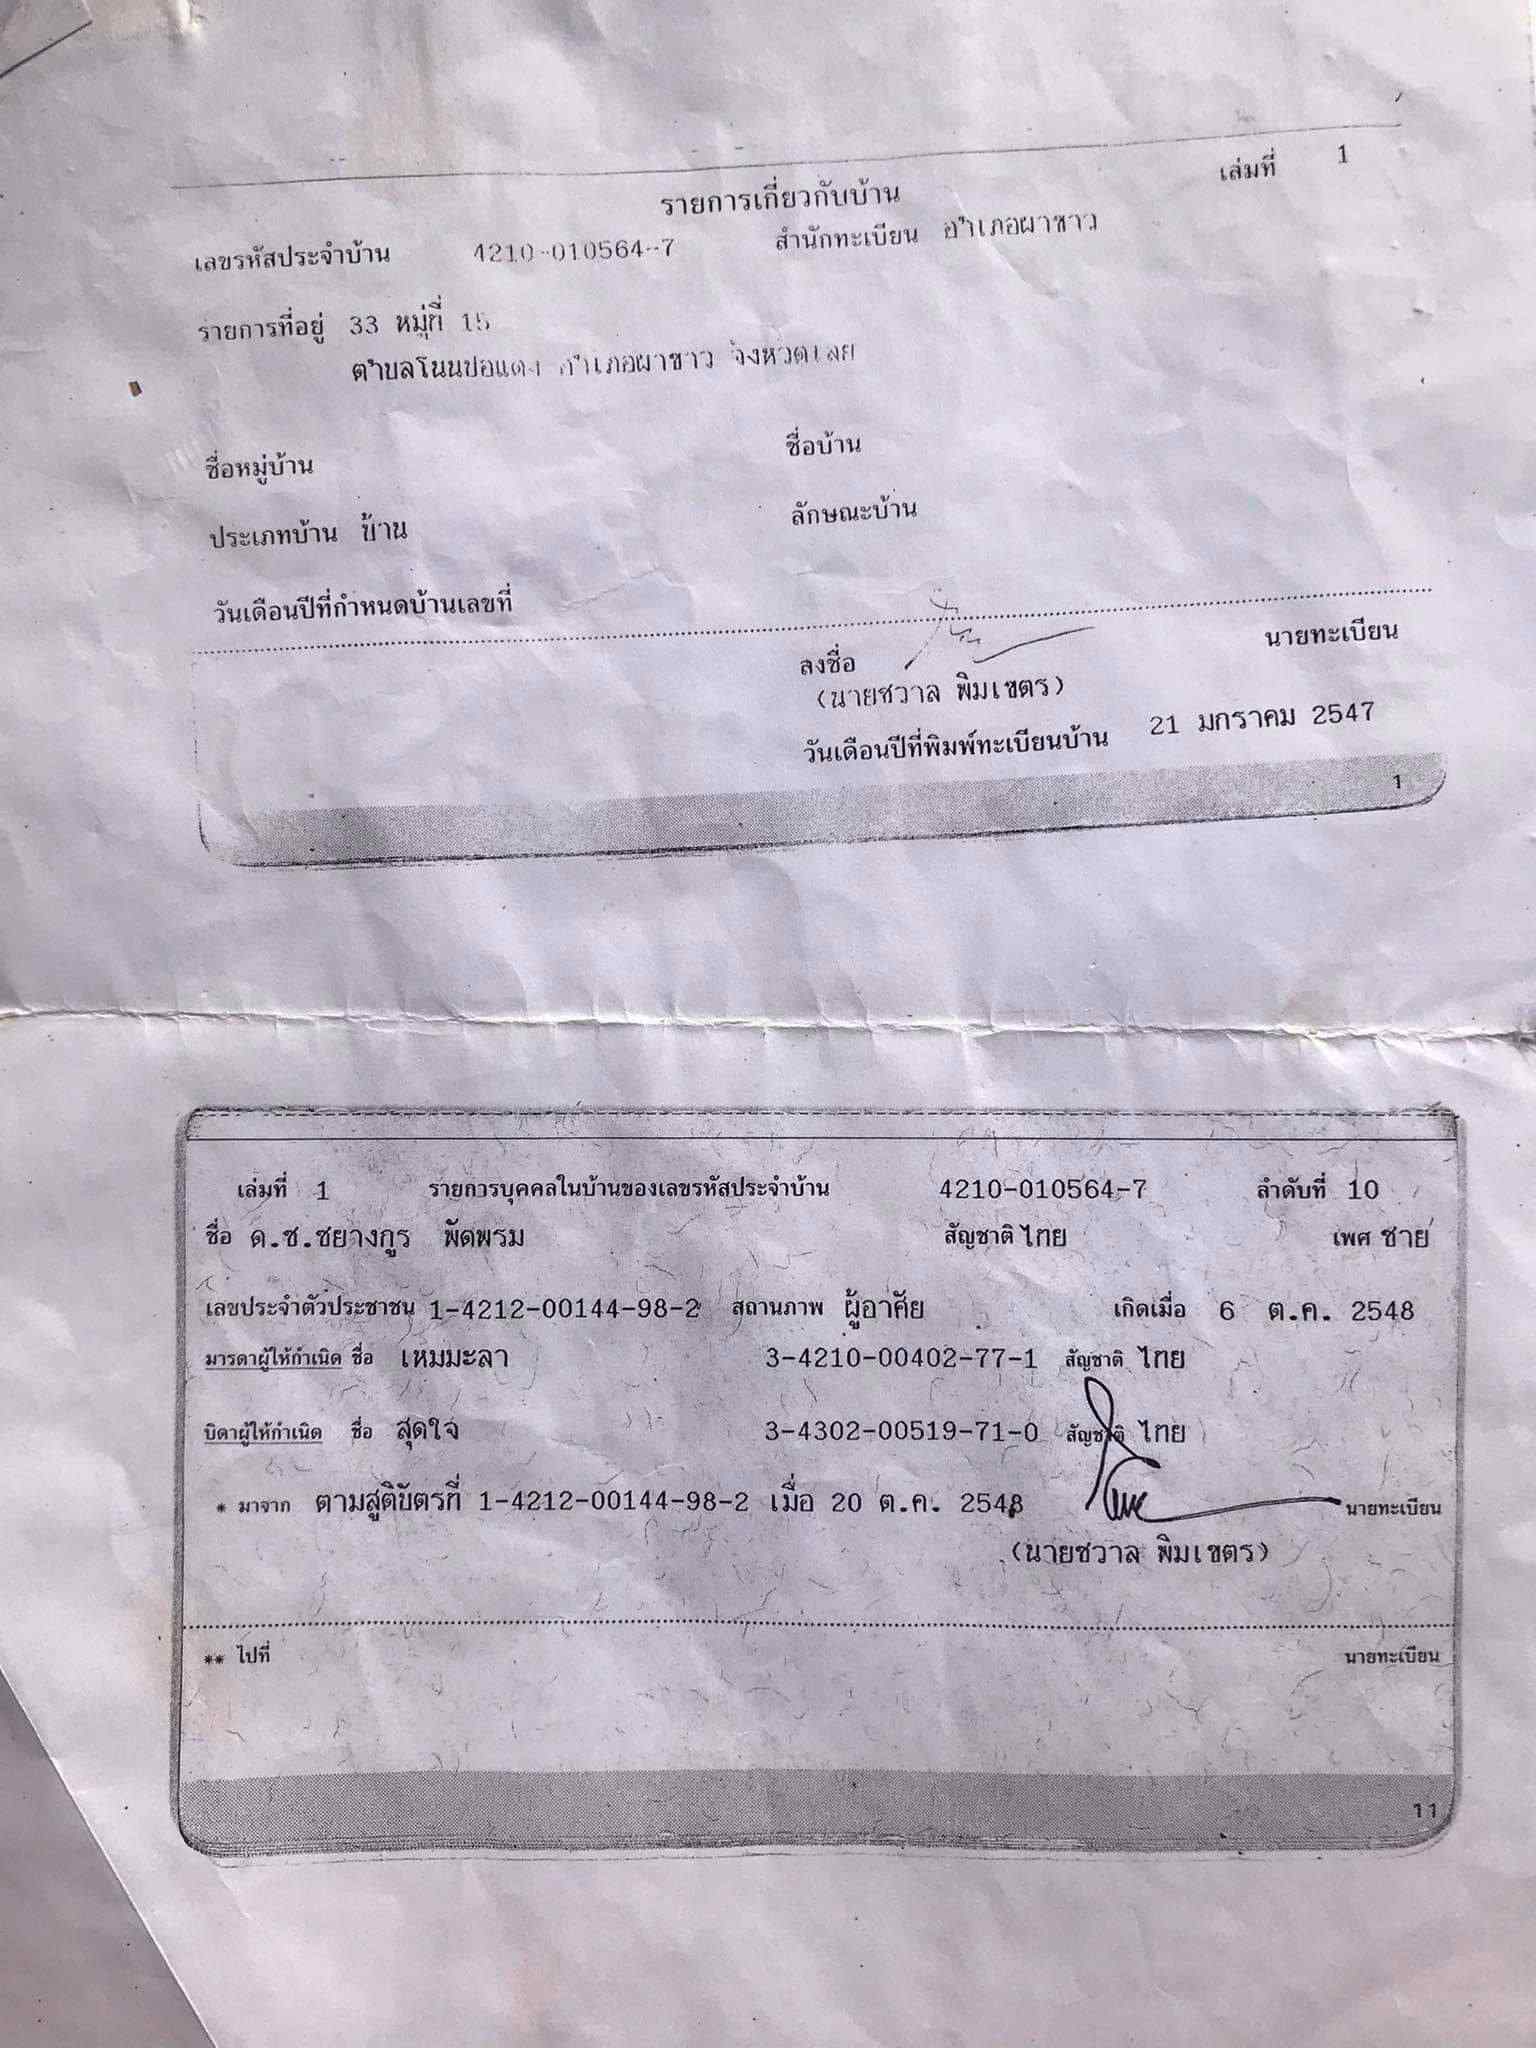 เล่มที่ 1
รายการเกี่ยวกับบ้าน
เลขรหัสประจำบ้าน 4210-010564-7 สำนักทะเบียน อำเภอผาขาว
รายการที่อยู่ 33 หมู่ที่ 15
ตำบลโนนปอแดง อำเภอผาขาว จังหวัดเลย
ชื่อหมู่บ้าน ชื่อบ้าน
ประเภทบ้าน บ้าน ลักษณะบ้าน
วันเดือนปีที่กำหนดบ้านเลขที่
ลงชื่อ นายทะเบียน
(นายชวาล พิมเขตร)
วันเดือนปีที่พิมพ์ทะเบียนบ้าน 21 มกราคม 2547
1
เล่มที่ 1 รายการบุคคลในบ้านของเลขรหัสประจำบ้าน 4210-010564-7 ลำดับที่ 10
ชื่อ ด.ช.ชยางกูร พัดพรม สัญชาติ ไทย เพศ ชาย
เลขประจำตัวประชาชน 1-4212-00144-98-2 สถานภาพ ผู้อาศัย เกิดเมื่อ 6 ต.ค. 2548
มารดาผู้ให้กำเนิด ชื่อ เหมมะลา 3-4210-00402-77-1 สัญชาติ ไทย
บิดาผู้ให้กำเนิด ชื่อ สุดใจ 3-4302-00519-71-0 สัญชาติ ไทย
* มาจาก ตามสูติบัตรที่ 1-4212-00144-98-2 เมื่อ 20 ต.ค. 2548 นายทะเบียน
(นายชวาล พิมเขตร)
** ไปที่ นายทะเบียน
11